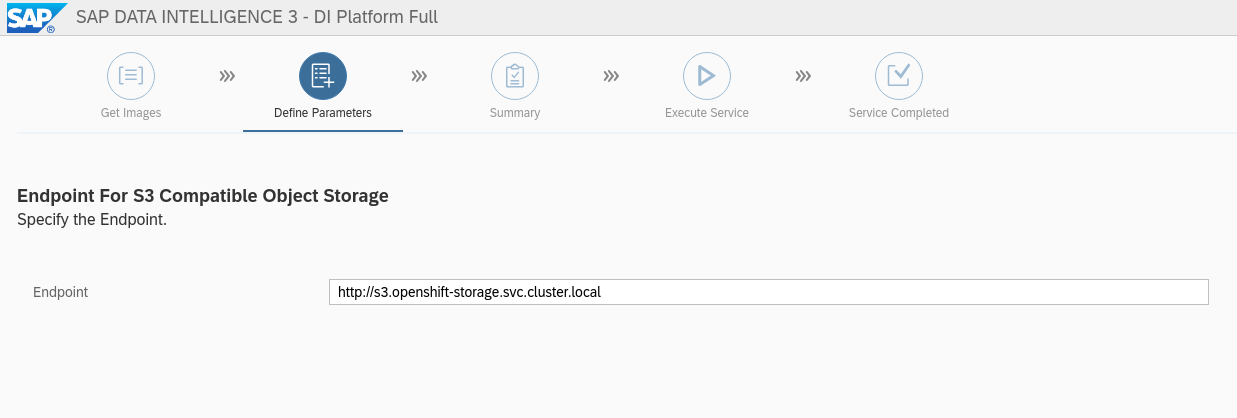 SAP ® SAP DATA INTELLIGENCE 3 - DI Platform Full
Get Images
Define Parameters
Summary
Execute Service
Service Completed
Endpoint For S3 Compatible Object Storage
Specify the Endpoint.
Endpoint http://s3.openshift-storage.svc.cluster.local